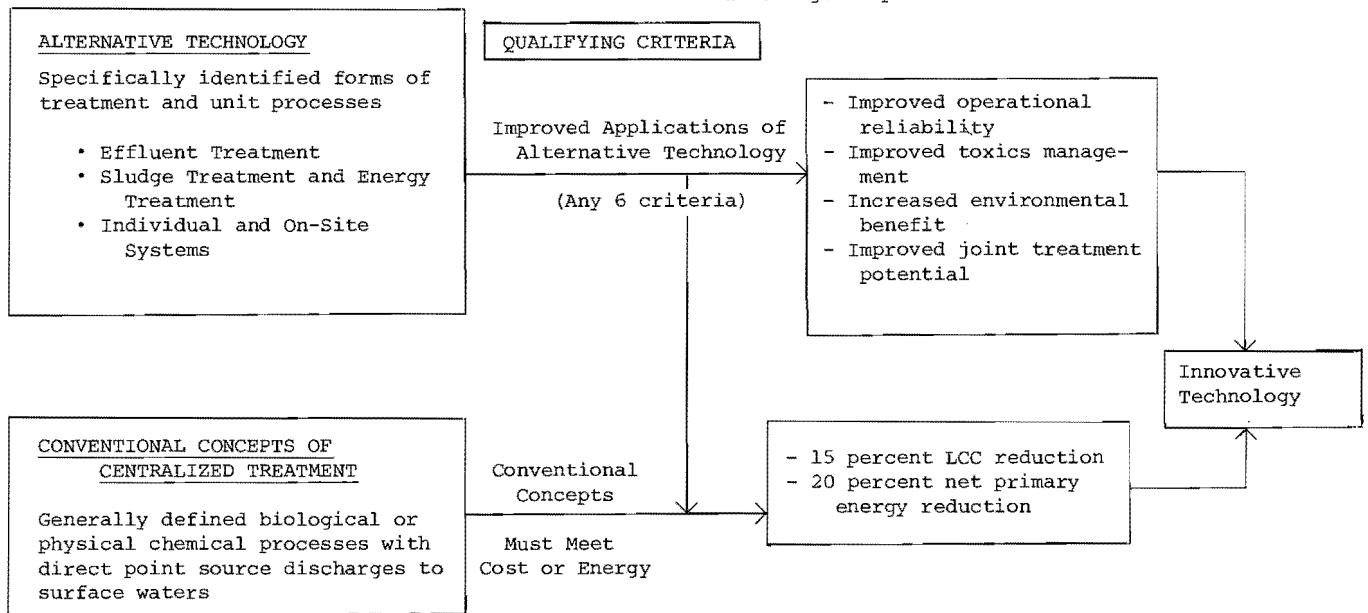 ALTERNATIVE TECHNOLOGY
Specifically identified forms of
treatment and unit processes
• Effluent Treatment
• Sludge Treatment and Energy
Treatment
• Individual and On-Site
Systems
QUALIFYING CRITERIA
Improved Applications of
Alternative Technology
(Any 6 criteria)
- Improved operational
reliability
- Improved toxics manage-
ment
- Increased environmental
benefit
- Improved joint treatment
potential
Innovative
Technology
CONVENTIONAL CONCEPTS OF
CENTRALIZED TREATMENT
Generally defined biological or
physical chemical processes with
direct point source discharges to
surface waters
Conventional
Concepts
Must Meet
Cost or Energy
- 15 percent LCC reduction
- 20 percent net primary
energy reduction